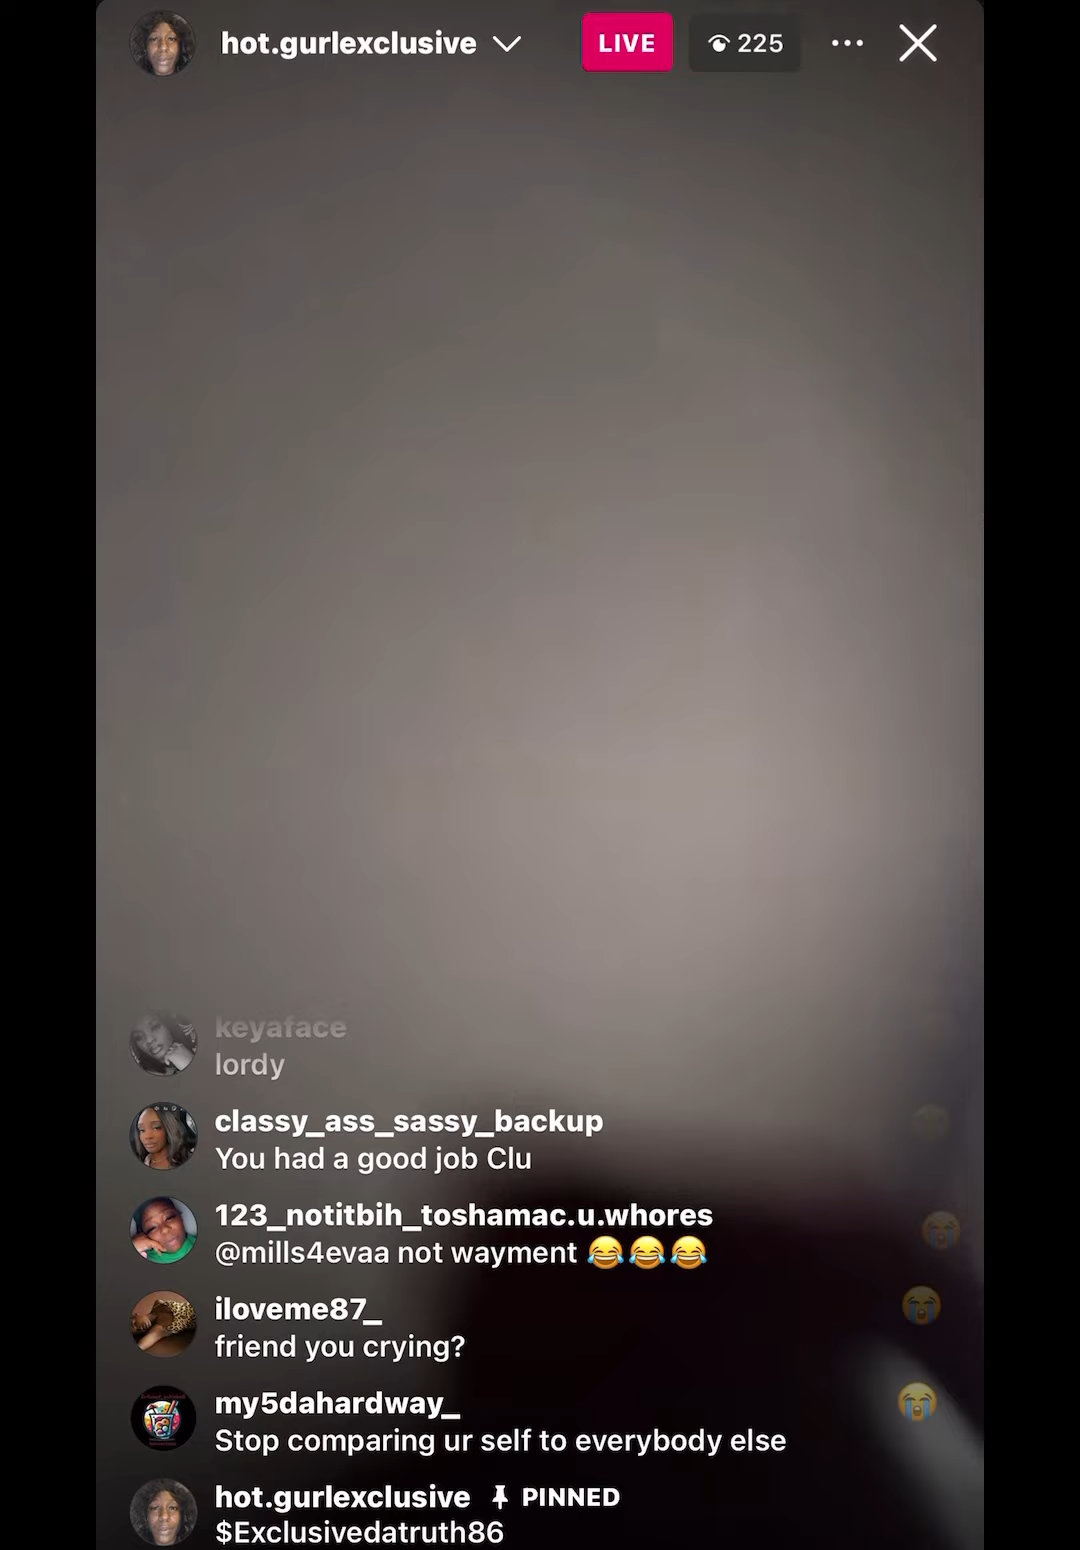 hot.gurlexclusive
LIVE
225
keyaface
lordy
classy_ass_sassy_backup
You had a good job Clu
123_notitbih_toshamac.u.whores
@mills4evaa not wayment 😂😂😂
iloveme87_
friend you crying?
my5dahardway_
Stop comparing ur self to everybody else
hot.gurlexclusive PINNED
$Exclusivedatruth86